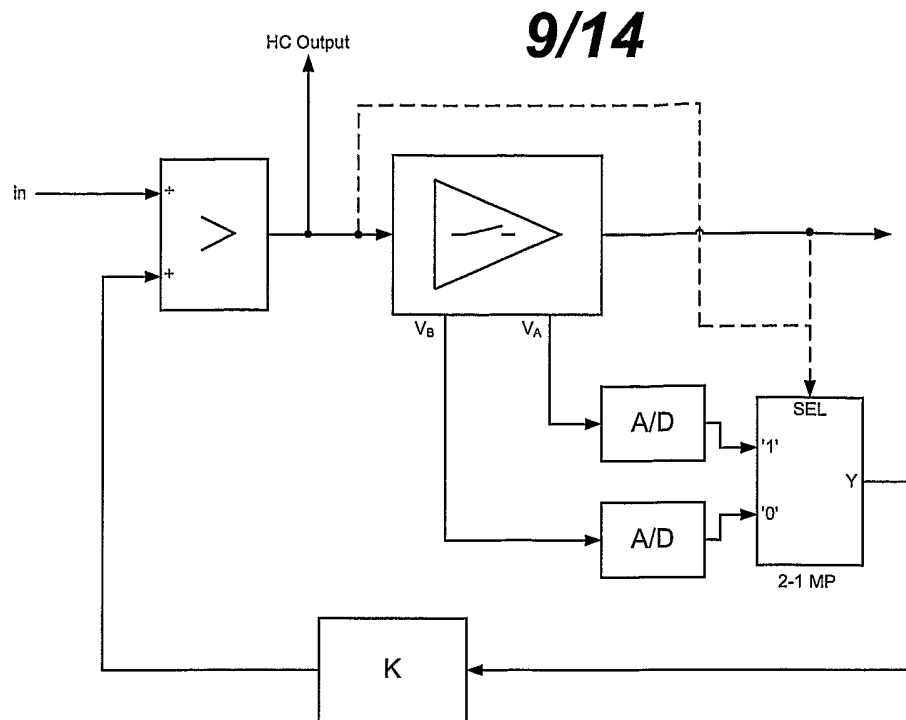 9/14
HC Output
in
+
>
+
V_B
V_A
A/D
SEL
'1'
Y
A/D
'0'
2-1 MP
K